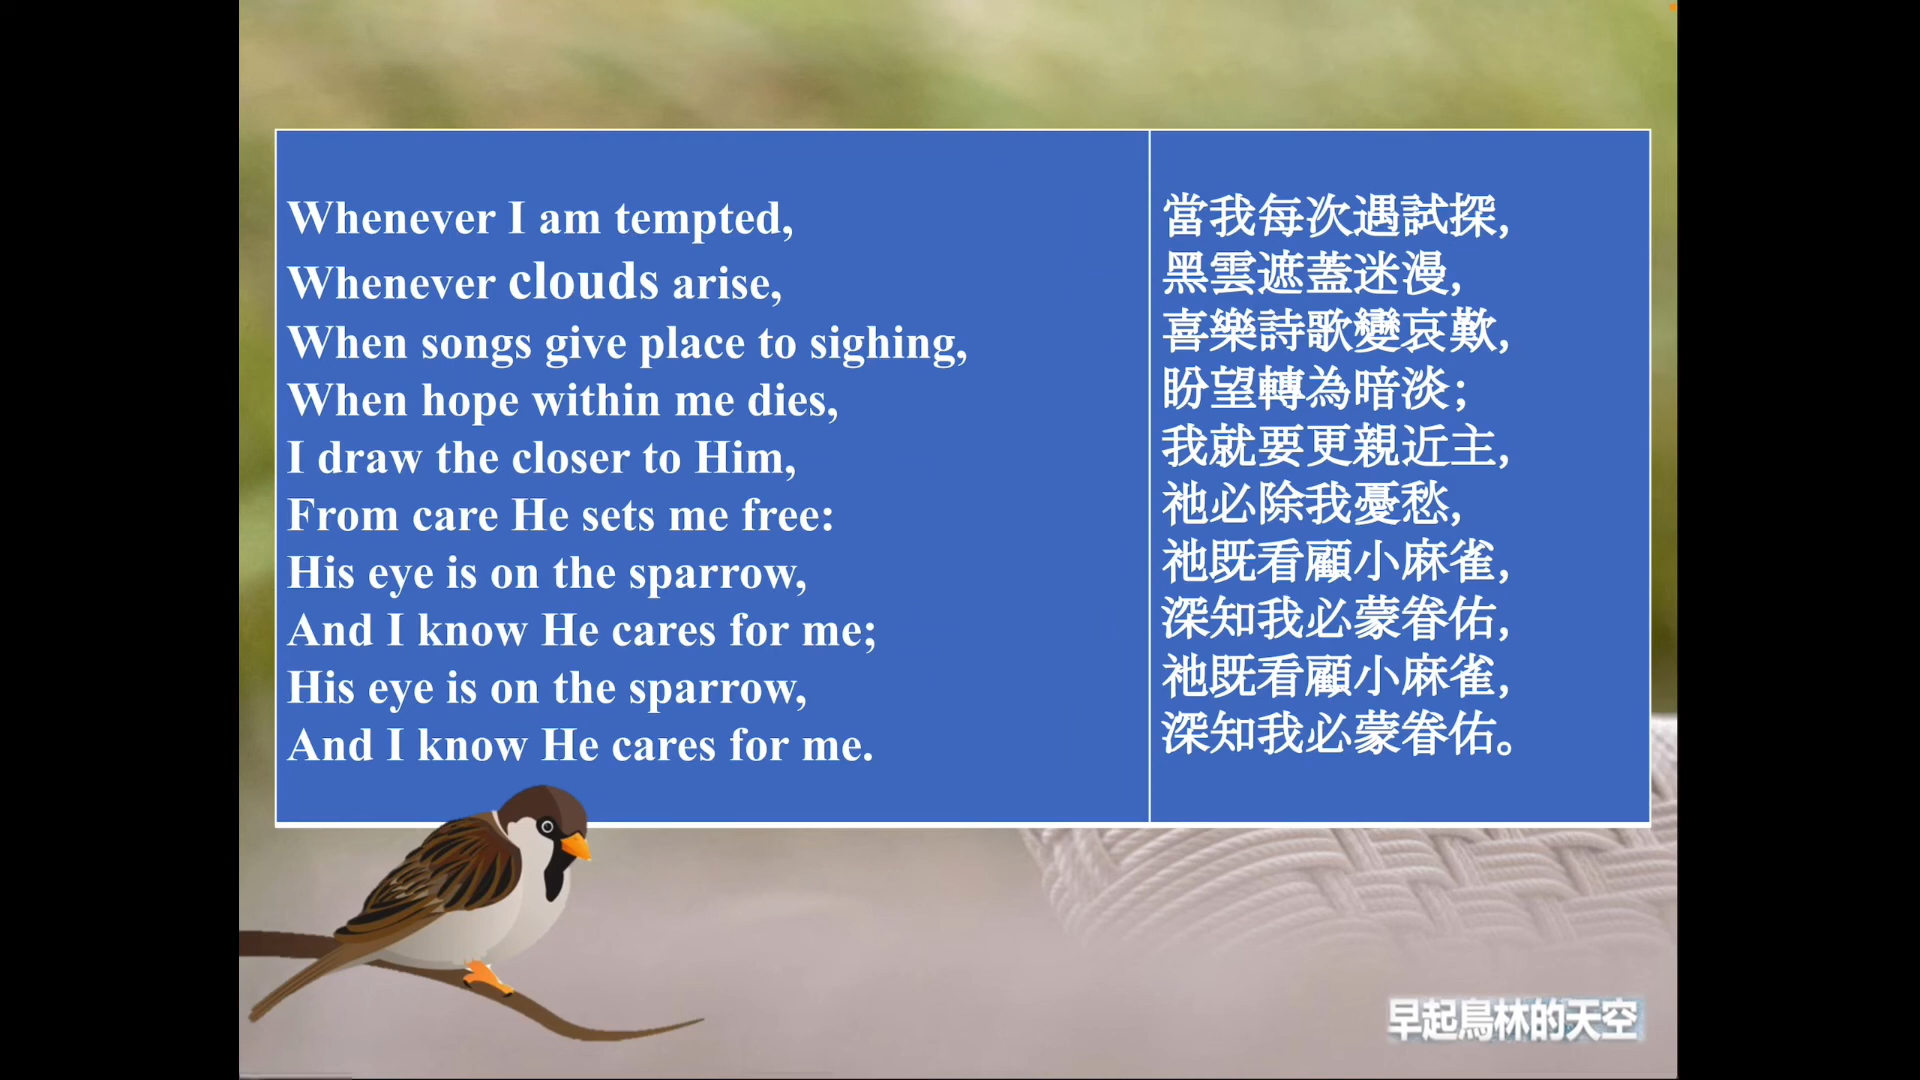 Whenever I am tempted,
Whenever clouds arise,
When songs give place to sighing,
When hope within me dies,
I draw the closer to Him,
From care He sets me free:
His eye is on the sparrow,
And I know He cares for me;
His eye is on the sparrow,
And I know He cares for me.
當我每次遇試探,
黑雲遮蓋迷漫,
喜樂詩歌變哀歎,
盼望轉為暗淡;
我就要更親近主,
祂必除我憂愁,
祂既看顧小麻雀,
深知我必蒙眷佑,
祂既看顧小麻雀,
深知我必蒙眷佑。
早起鳥林的天空